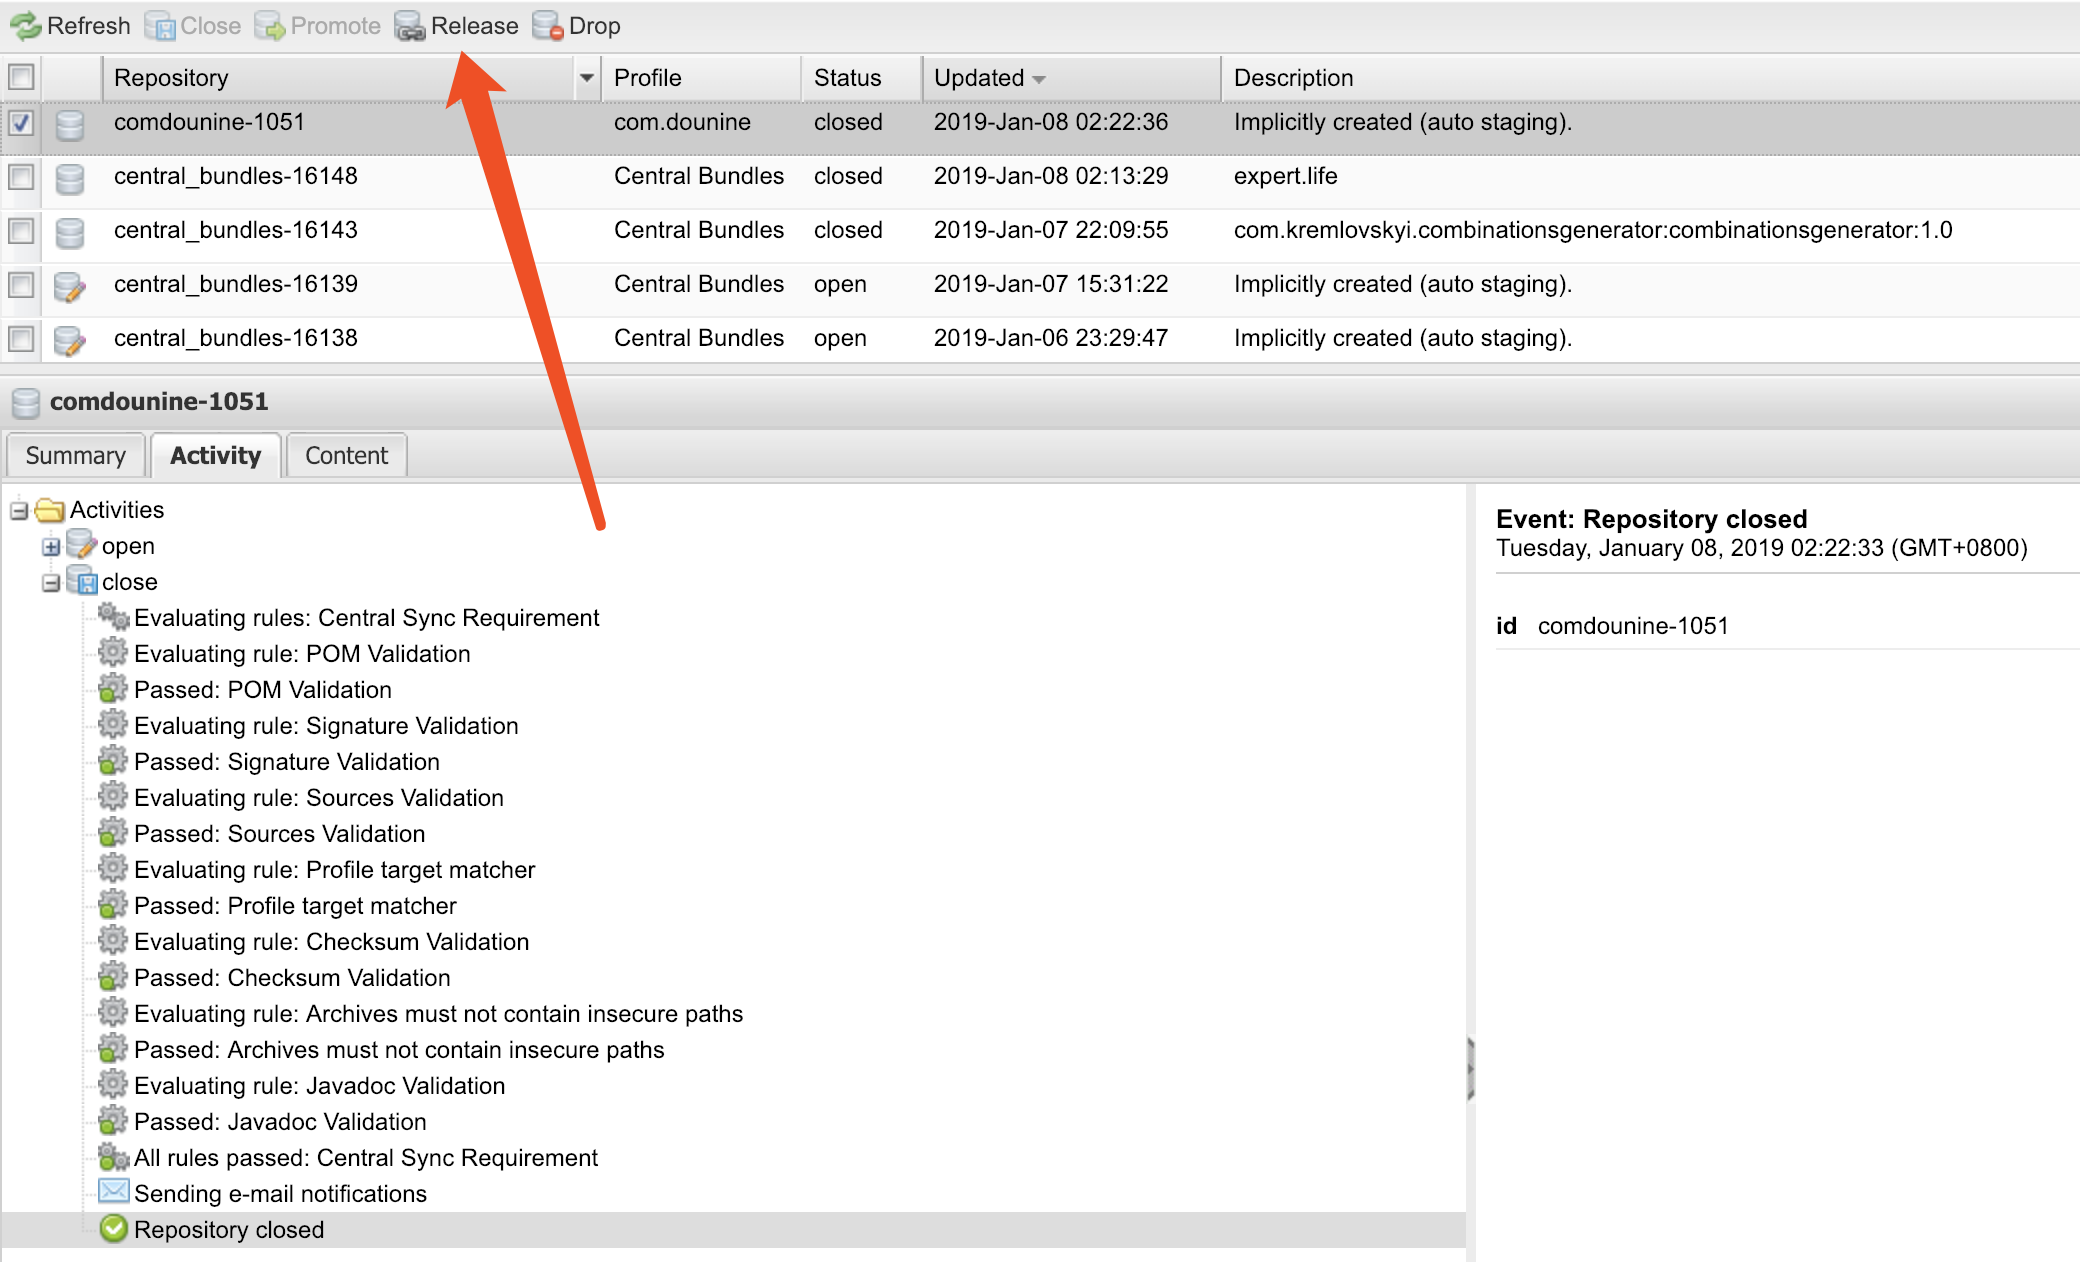 Refresh Close Promote Release Drop
Repository Profile Status Updated Description
comdounine-1051 com.dounine closed 2019-Jan-08 02:22:36 Implicitly created (auto staging).
central_bundles-16148 Central Bundles closed 2019-Jan-08 02:13:29 expert.life
central_bundles-16143 Central Bundles closed 2019-Jan-07 22:09:55 com.kremlovskyi.combinationsgenerator:combinationsgenerator:1.0
central_bundles-16139 Central Bundles open 2019-Jan-07 15:31:22 Implicitly created (auto staging).
central_bundles-16138 Central Bundles open 2019-Jan-06 23:29:47 Implicitly created (auto staging).
comdounine-1051
Summary Activity Content
Activities
open
close
Evaluating rules: Central Sync Requirement
Evaluating rule: POM Validation
Passed: POM Validation
Evaluating rule: Signature Validation
Passed: Signature Validation
Evaluating rule: Sources Validation
Passed: Sources Validation
Evaluating rule: Profile target matcher
Passed: Profile target matcher
Evaluating rule: Checksum Validation
Passed: Checksum Validation
Evaluating rule: Archives must not contain insecure paths
Passed: Archives must not contain insecure paths
Evaluating rule: Javadoc Validation
Passed: Javadoc Validation
All rules passed: Central Sync Requirement
Sending e-mail notifications
Repository closed
Event: Repository closed
Tuesday, January 08, 2019 02:22:33 (GMT+0800)
id comdounine-1051